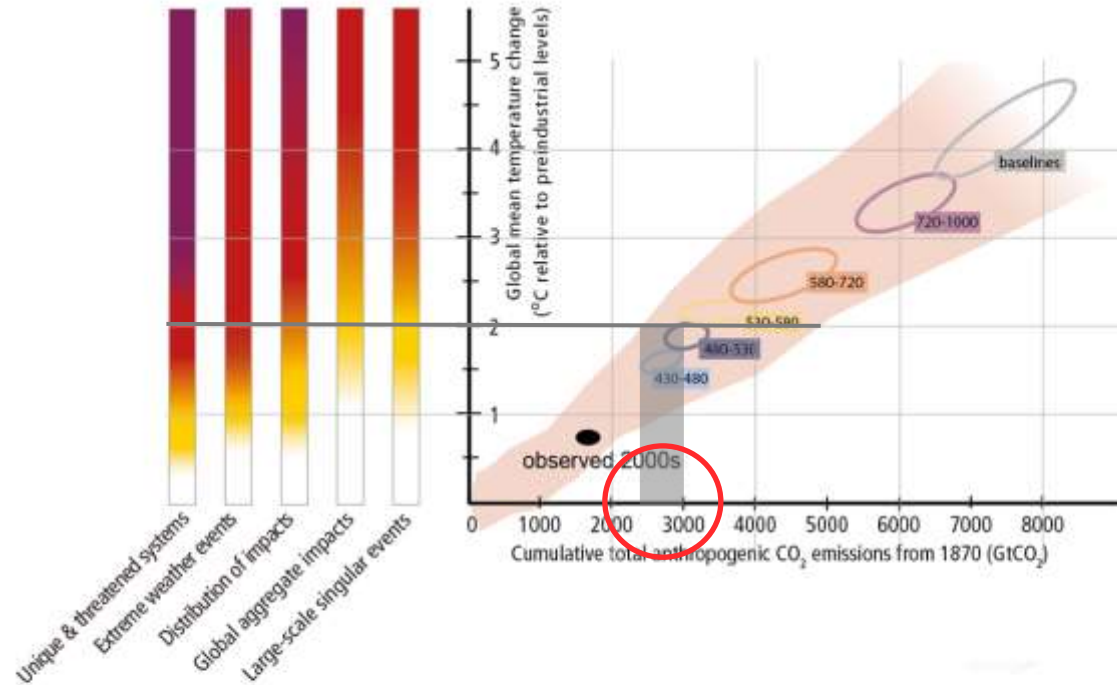 Unique & threatened systems
Extreme weather events
Distribution of impacts
Global aggregate impacts
Large-scale singular events
Global mean temperature change
(°C relative to preindustrial levels)
5
4
3
2
1
baselines
720-1000
580-720
530-580
480-530
430-480
observed 2000s
0 1000 2000 3000 4000 5000 6000 7000 8000
Cumulative total anthropogenic CO₂ emissions from 1870 (GtCO₂)